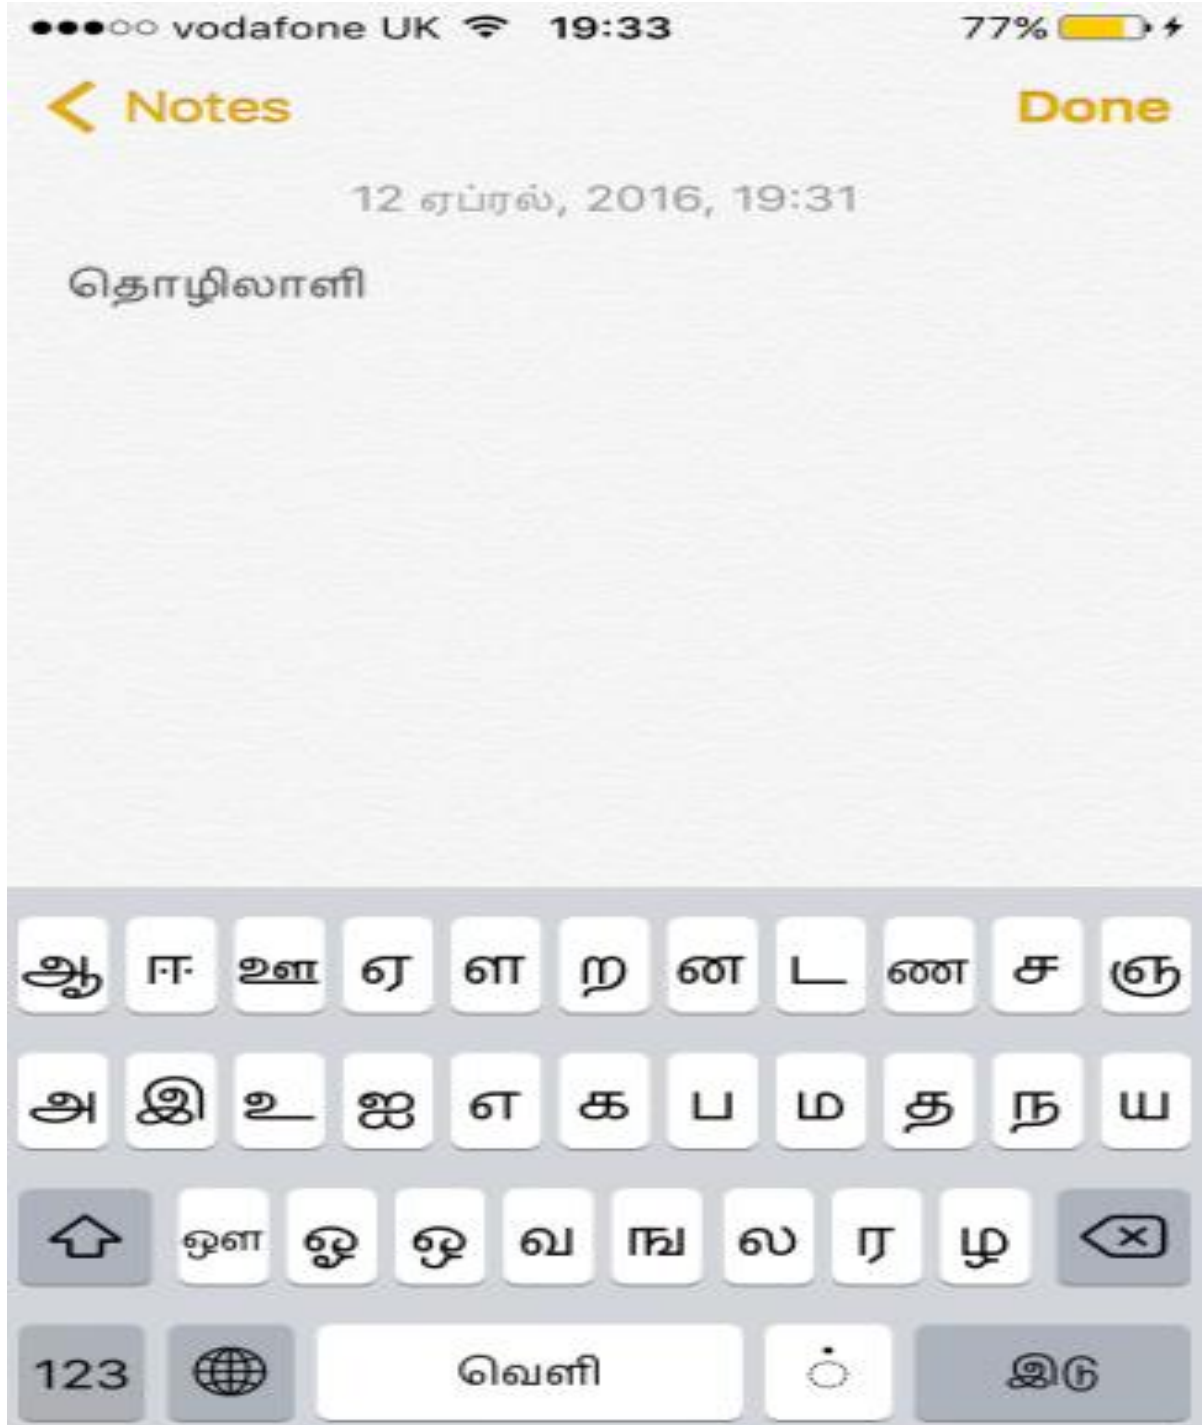 vodafone UK 19:33 77%
Notes Done
12 ஏப்ரல், 2016, 19:31
தொழிலாளி
ஆ ஈ ஊ ஏ ள ற ன ட ண ச ஞ
அ இ உ ஐ எ க ப ம த ந ய
ஔ ஓ ஒ வ ங ல ர ழ
123 வெளி ் இடு